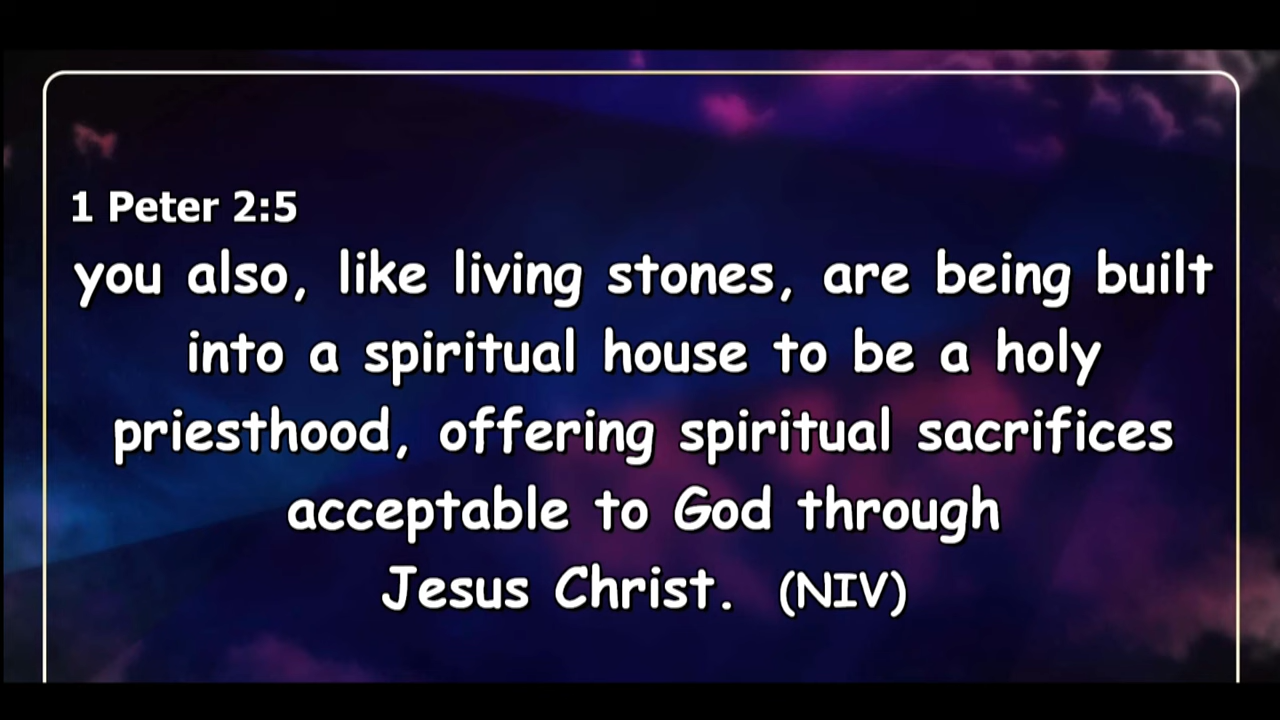 1 Peter 2:5
you also, like living stones, are being built
into a spiritual house to be a holy
priesthood, offering spiritual sacrifices
acceptable to God through
Jesus Christ. (NIV)